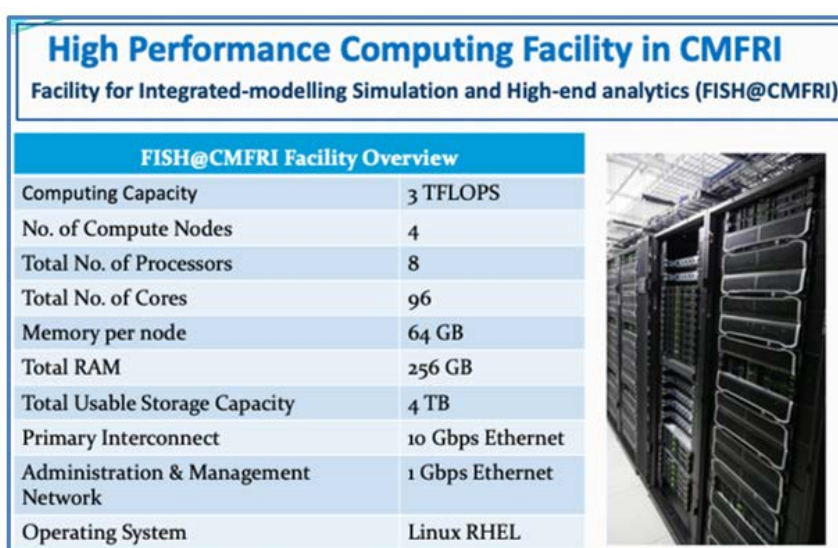 High Performance Computing Facility in CMFRI
Facility for Integrated-modelling Simulation and High-end analytics (FISH@CMFRI)
FISH@CMFRI Facility Overview
Computing Capacity 3 TFLOPS
No. of Compute Nodes 4
Total No. of Processors 8
Total No. of Cores 96
Memory per node 64 GB
Total RAM 256 GB
Total Usable Storage Capacity 4 TB
Primary Interconnect 10 Gbps Ethernet
Administration & Management 1 Gbps Ethernet
Network
Operating System Linux RHEL